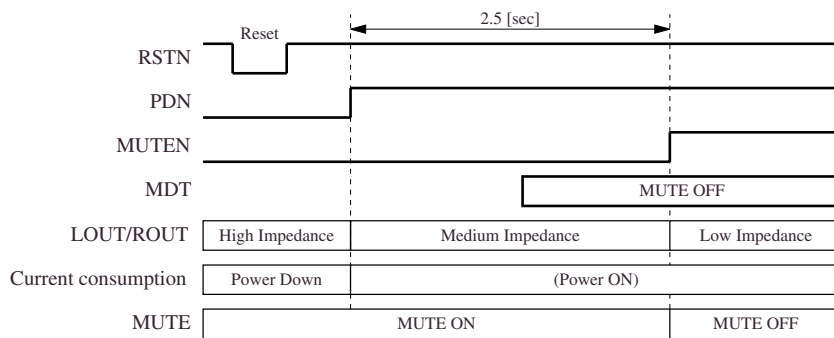 2.5 [sec]
Reset
RSTN
PDN
MUTEN
MDT MUTE OFF
LOUT/ROUT High Impedance Medium Impedance Low Impedance
Current consumption Power Down (Power ON)
MUTE MUTE ON MUTE OFF